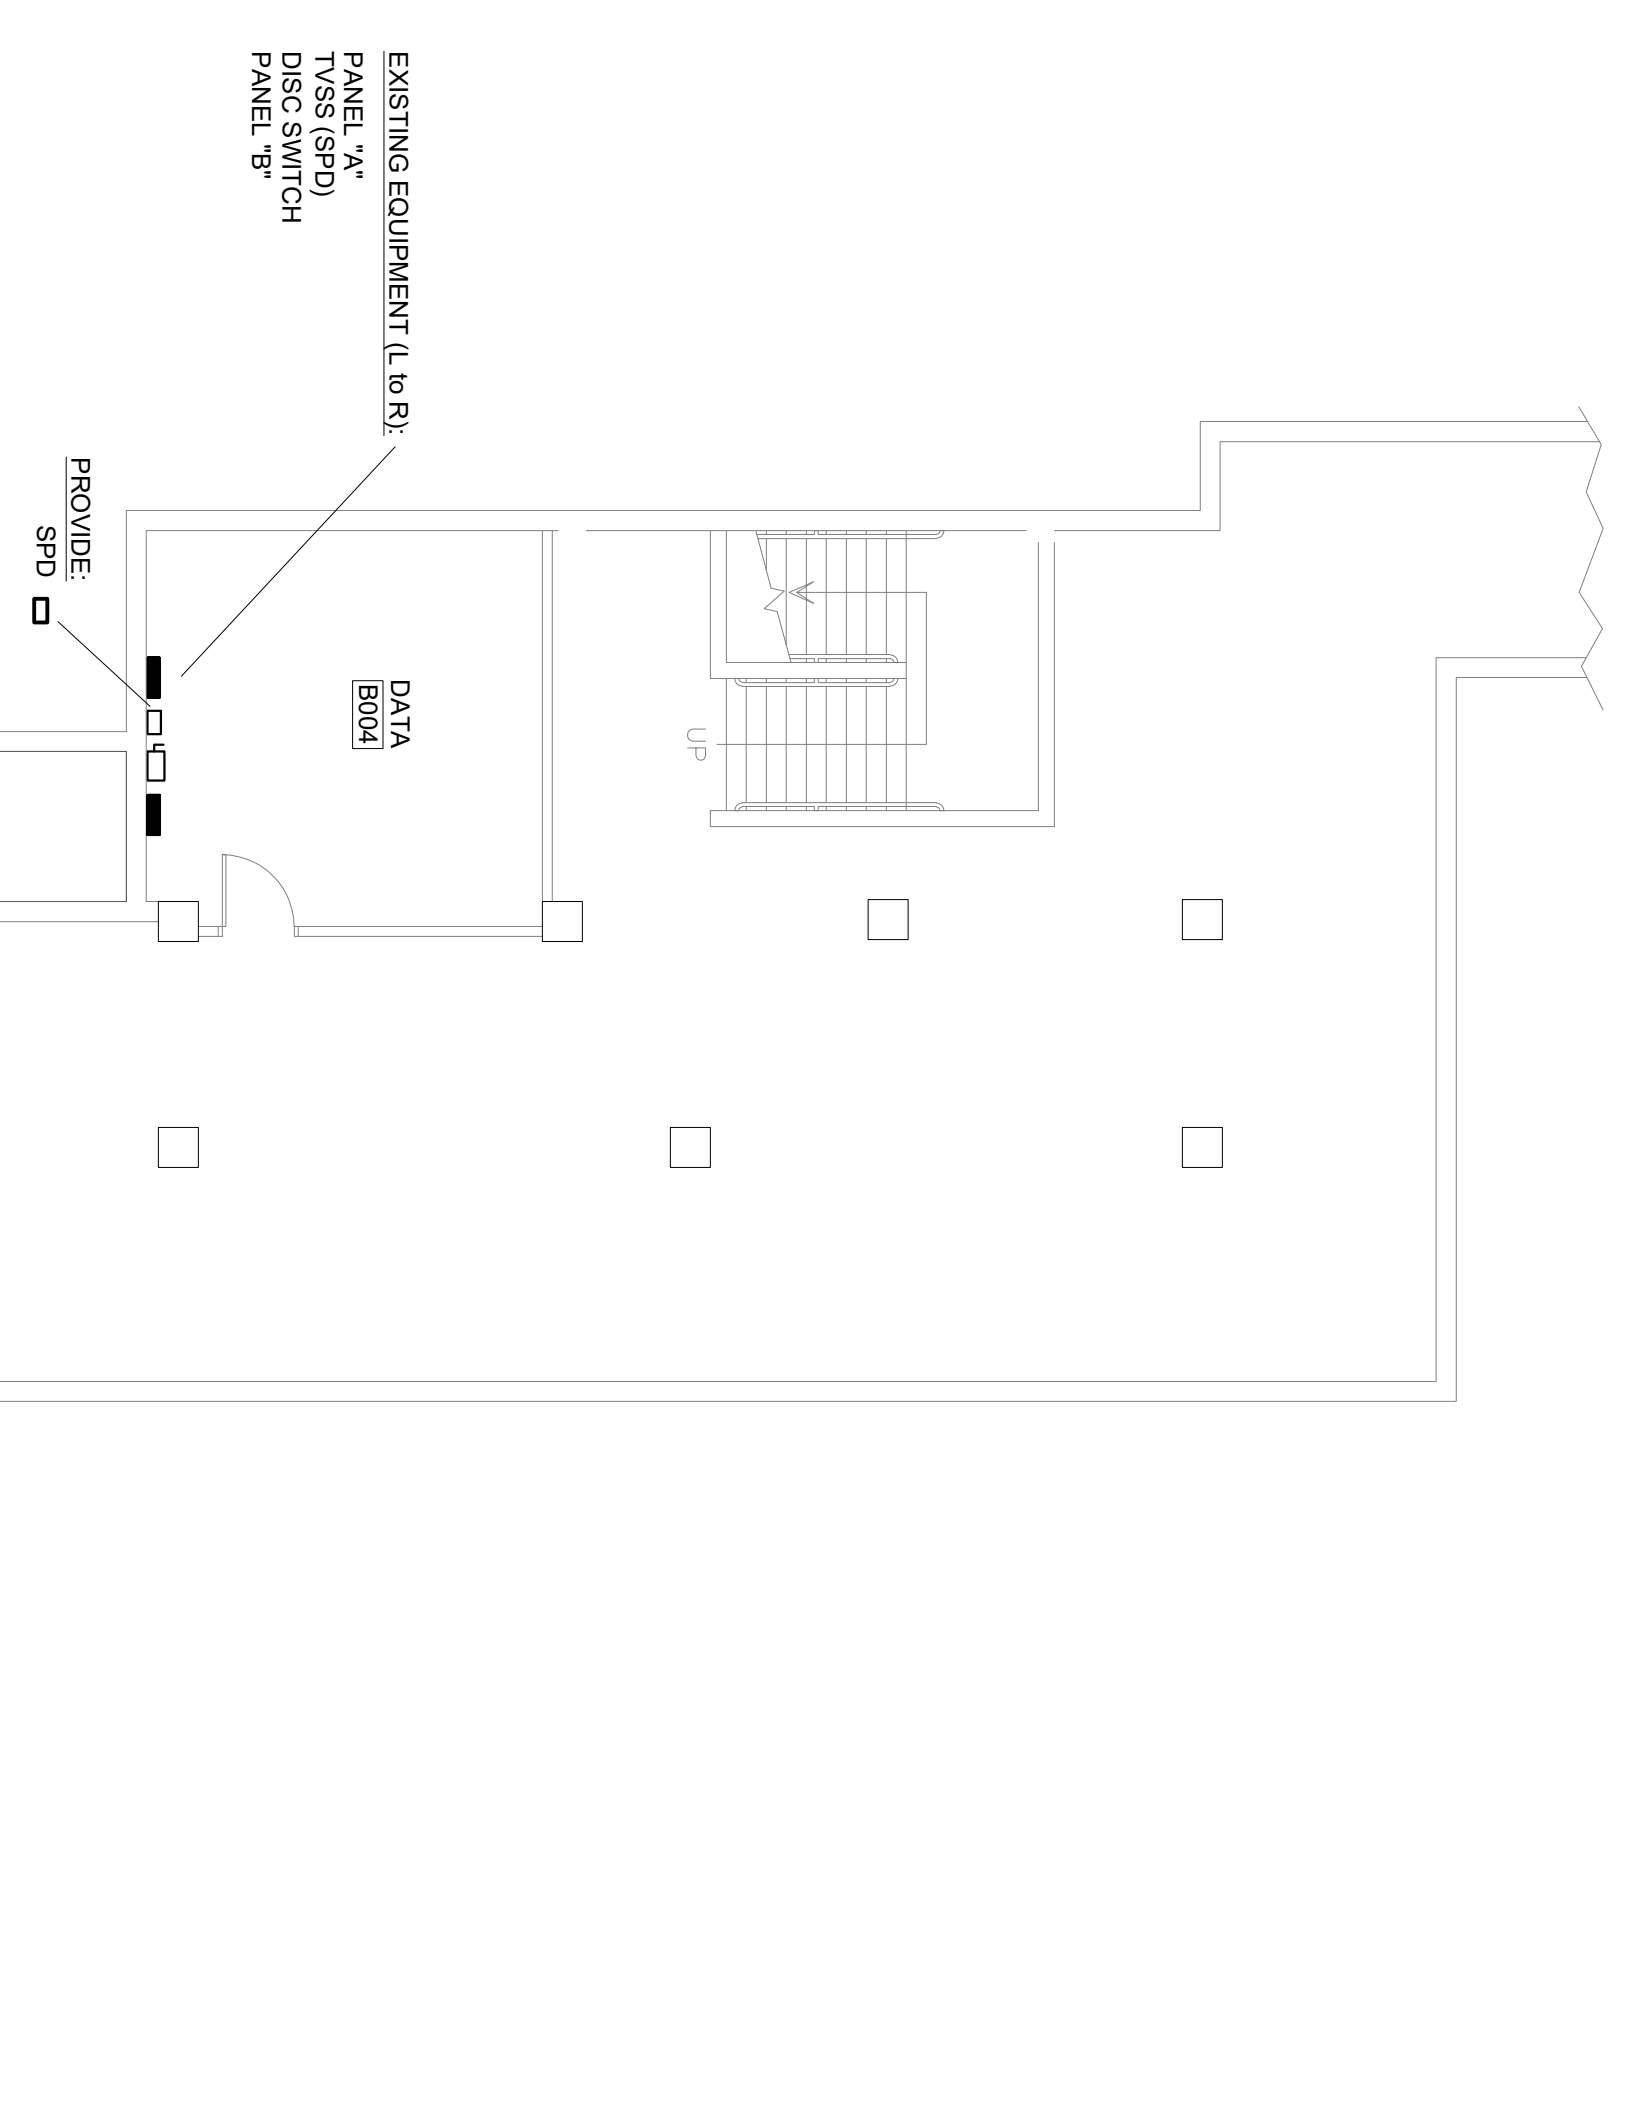 EXISTING EQUIPMENT (L to R):
PANEL "A"
TVSS (SPD)
DISC SWITCH
PANEL "B"
PROVIDE:
SPD
DATA
B004
UP